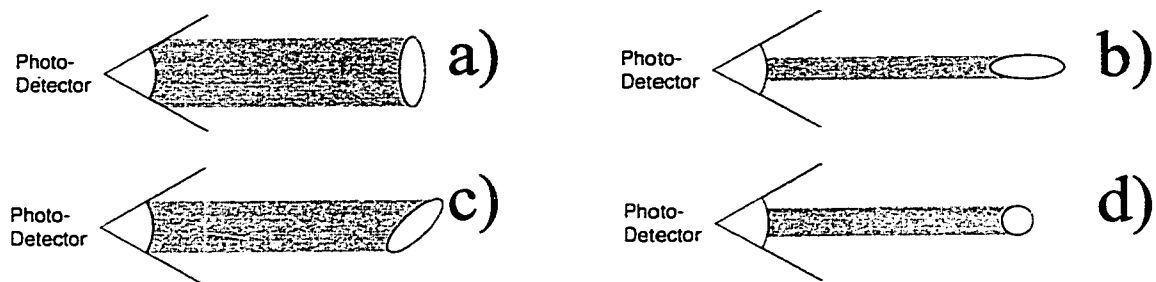 Photo-
Detector
a)
Photo-
Detector
b)
Photo-
Detector
c)
Photo-
Detector
d)